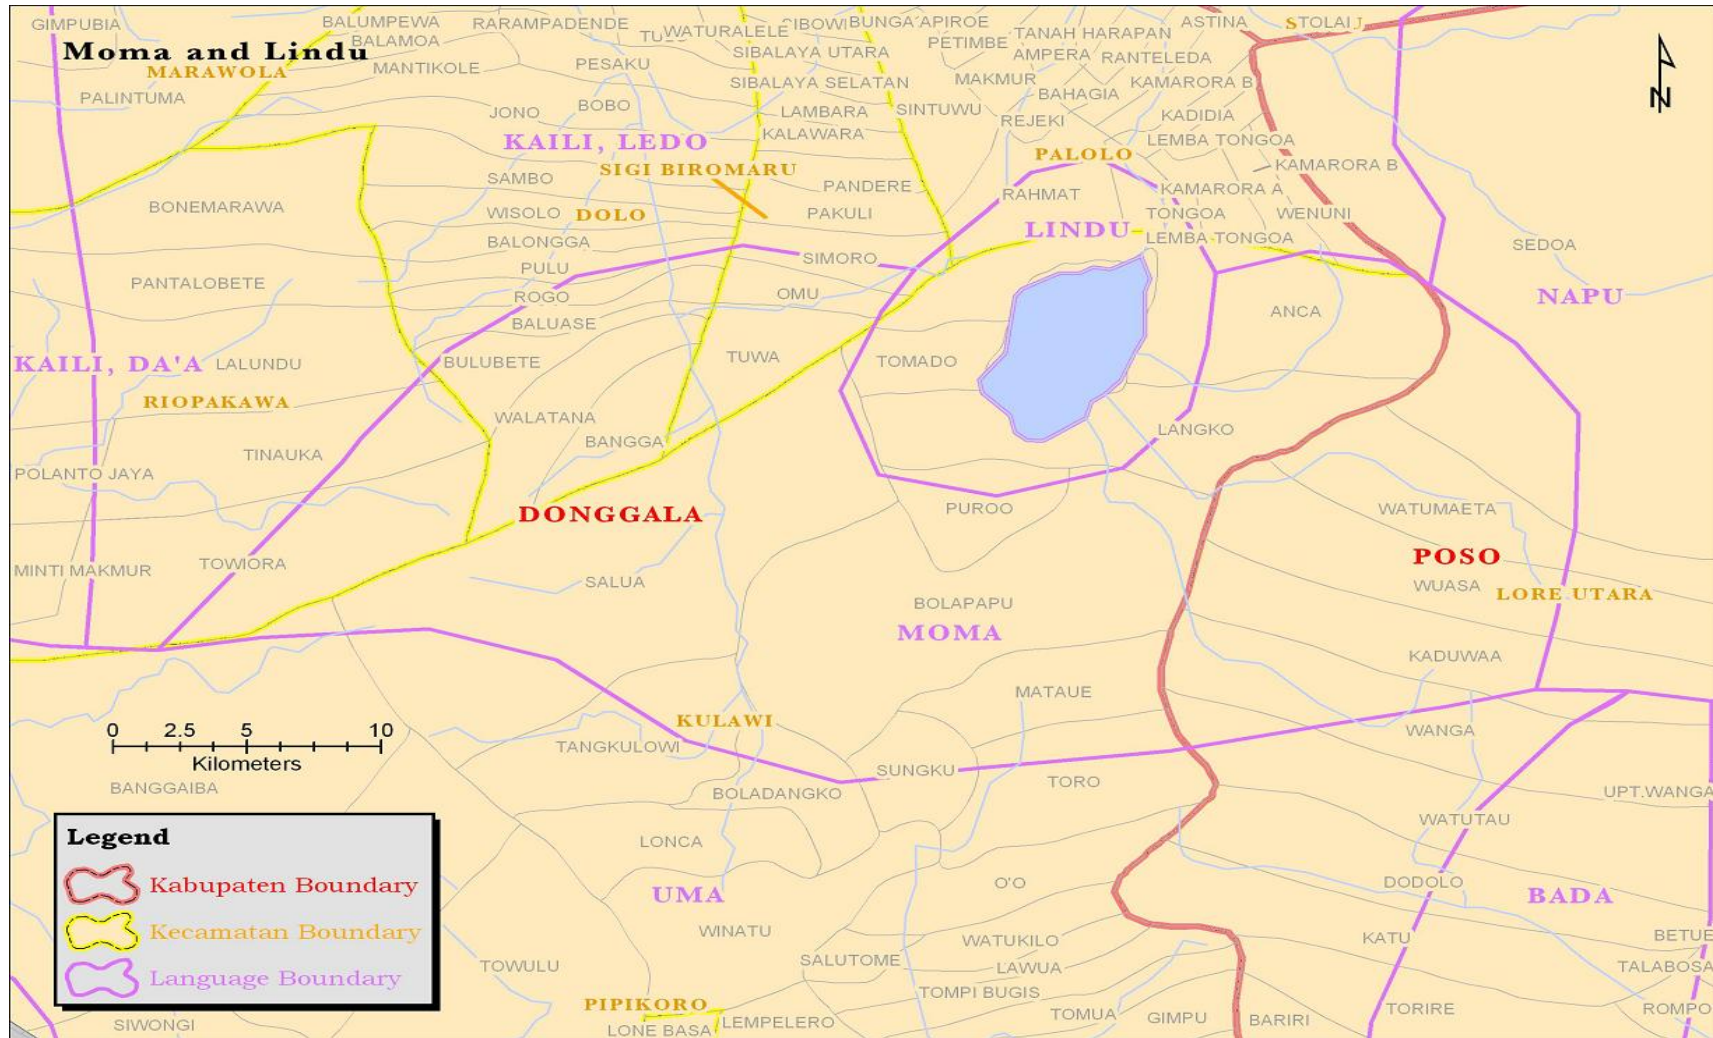 GIMPUBIA
BALUMPEWA
RARAMPADENDE
WATURALELE
BUNGA
APIROE
ASTINA
STOLAI
Moma and Lindu
BALAMOA
SIBALAYA UTARA
PETIMBE
TANAH HARAPAN
MARAWOLA
MANTIKOLE
PESAKU
AMPERA
RANTELEDA
PALINTUMA
SIBALAYA SELATAN
MAKMUR
KAMARORA B
BAHAGIA
JONO
BOBO
LAMBARA
SINTUWU
REJEKI
KADIDIA
N
KAILI, LEDO
KALAWARA
PALOLO
LEMBA TONGOA
SIGI BIROMARU
KAMARORA B
SAMBO
PANDERE
RAHMAT
KAMARORA A
BONEMARAWA
WISOLO
DOLO
PAKULI
TONGOA
WENUNI
LINDU
BALONGGA
LEMBA TONGOA
SEDOA
PULU
SIMORO
PANTALOBETE
ROGO
OMU
NAPU
BALUASE
ANCA
KAILI, DA'A
LALUNDU
BULUBETE
TUWA
TOMADO
RIOPAKAWA
WALATANA
BANGGA
LANGKO
TINAUKA
POLANTO JAYA
DONGGALA
PUROO
WATUMAETA
POSO
MINTI MAKMUR
TOWIORA
SALUA
WUASA
LORE UTARA
BOLAPAPU
MOMA
KADUWAA
MATAUE
0 2.5 5 10
Kilometers
KULAWI
TANGKULOWI
WANGA
SUNGKU
TORO
BANGGAIBA
BOLADANGKO
UPT.WANGA
WATUTAU
LONCA
Legend
Kabupaten Boundary
Kecamatan Boundary
Language Boundary
UMA
O'O
DODOLO
BADA
WINATU
WATUKILO
KATU
BETUE
TOWULU
SALUTOME
LAWUA
TALABOSA
TOMPI BUGIS
PIPIKORO
LONE BASA
LEMPELERO
TOMUA
GIMPU
BARIRI
TORIRE
ROMPO
SIWONGI